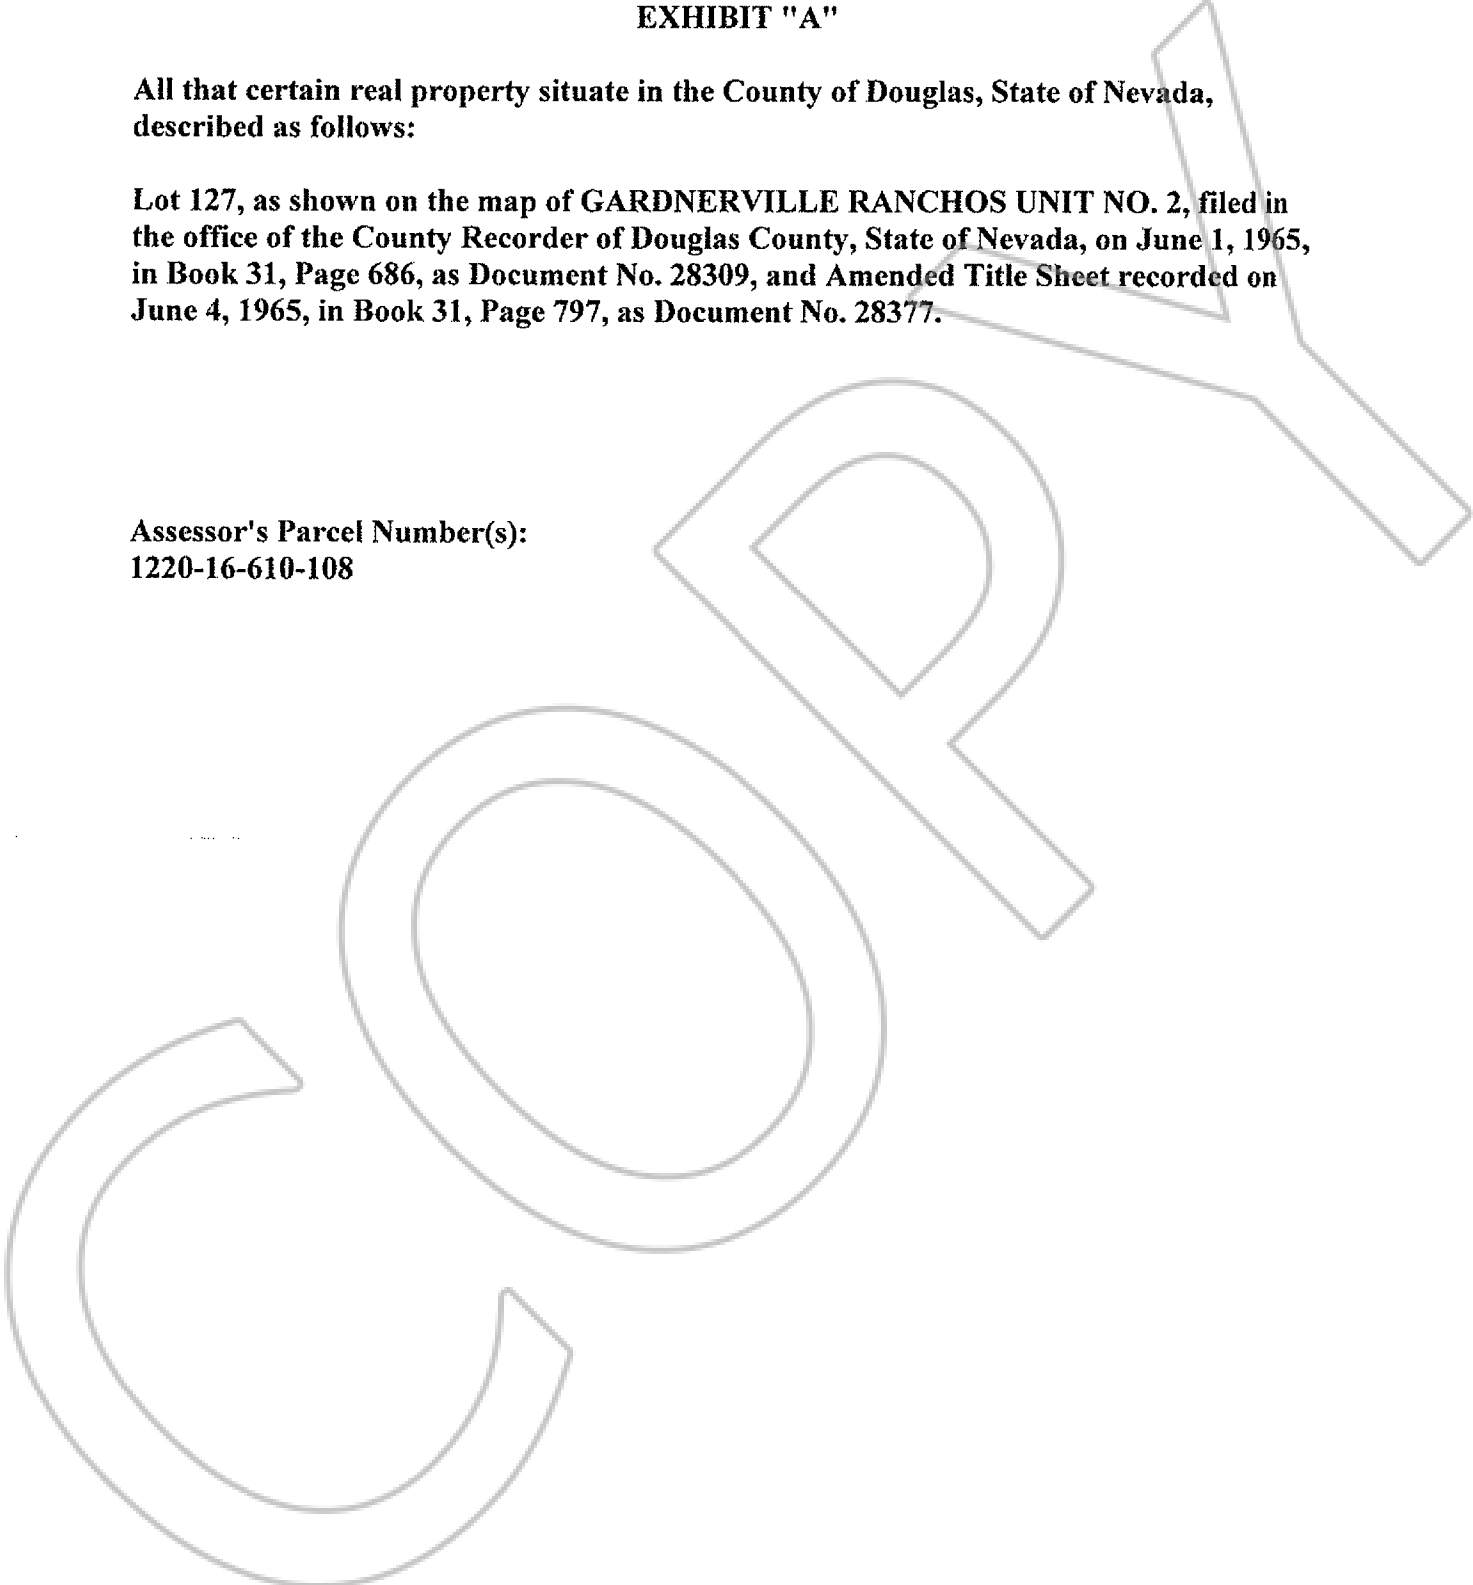 EXHIBIT "A"
All that certain real property situate in the County of Douglas, State of Nevada,
described as follows:
Lot 127, as shown on the map of GARDNERVILLE RANCHOS UNIT NO. 2, filed in
the office of the County Recorder of Douglas County, State of Nevada, on June 1, 1965,
in Book 31, Page 686, as Document No. 28309, and Amended Title Sheet recorded on
June 4, 1965, in Book 31, Page 797, as Document No. 28377.
Assessor's Parcel Number(s):
1220-16-610-108
COPY